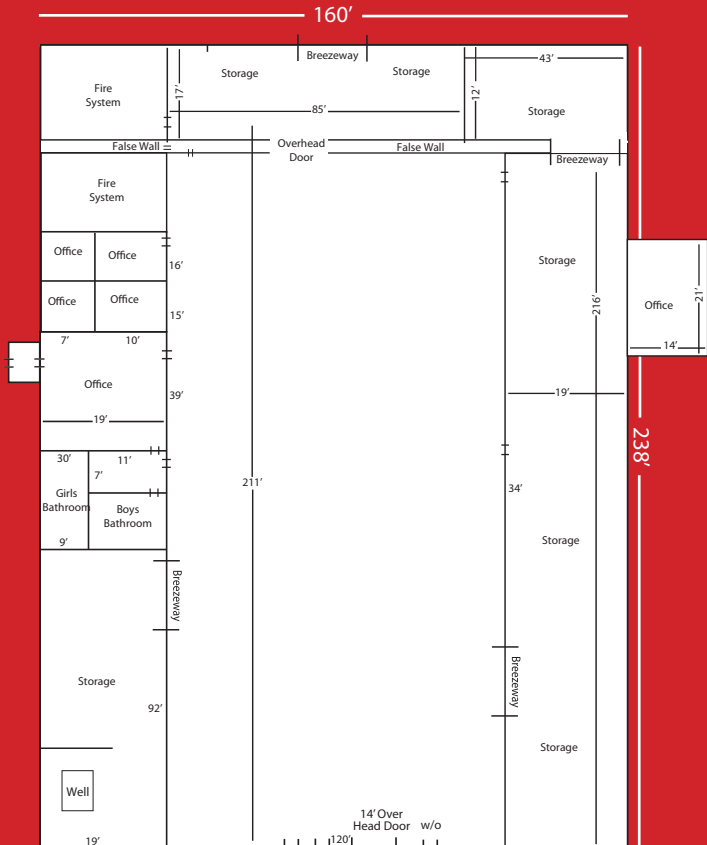 160'
Breezeway
43'
Storage
Storage
Fire
System
17'
12'
85'
Storage
False Wall
Overhead
Door
False Wall
Breezeway
Fire
System
Office
Office
16'
Storage
216'
21'
Office
Office
15'
Office
7'
10'
14'
Office
39'
19'
19'
238'
30'
11'
7'
Girls
Bathroom
Boys
Bathroom
9'
211'
34'
Storage
Breezeway
Breezeway
Storage
92'
Storage
Well
14' Over
Head Door w/o
120'
19'